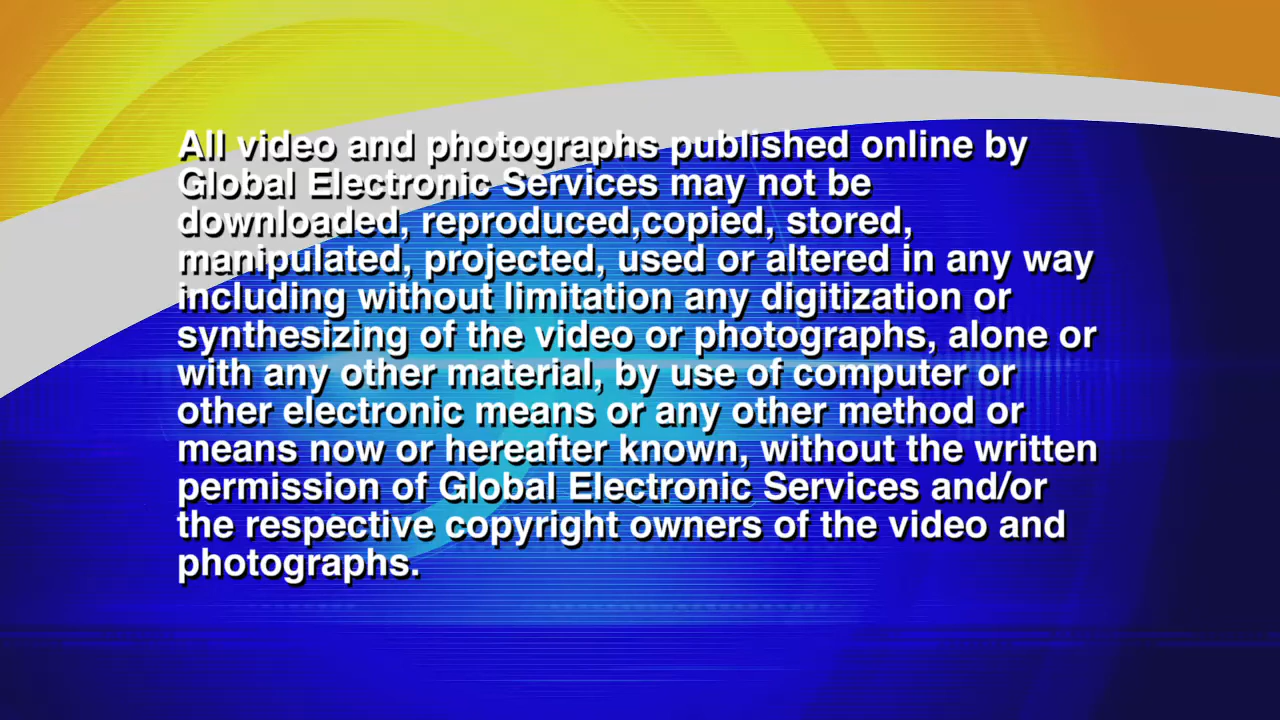 All video and photographs published online by
Global Electronic Services may not be
downloaded, reproduced,copied, stored,
manipulated, projected, used or altered in any way
including without limitation any digitization or
synthesizing of the video or photographs, alone or
with any other material, by use of computer or
other electronic means or any other method or
means now or hereafter known, without the written
permission of Global Electronic Services and/or
the respective copyright owners of the video and
photographs.